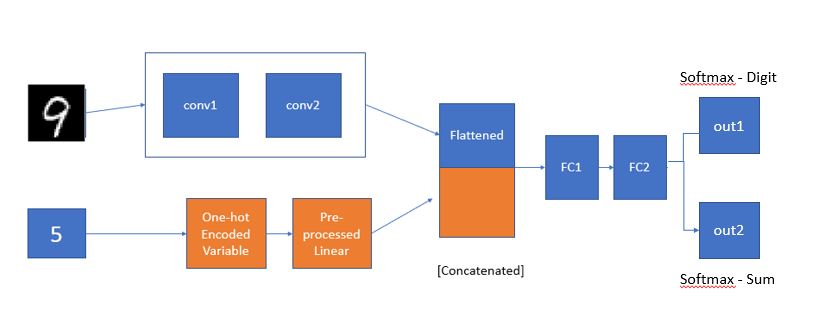 9
conv1
conv2
5
One-hot
Encoded
Variable
Pre-
processed
Linear
Flattened
[Concatenated]
FC1
FC2
Softmax - Digit
out1
out2
Softmax - Sum